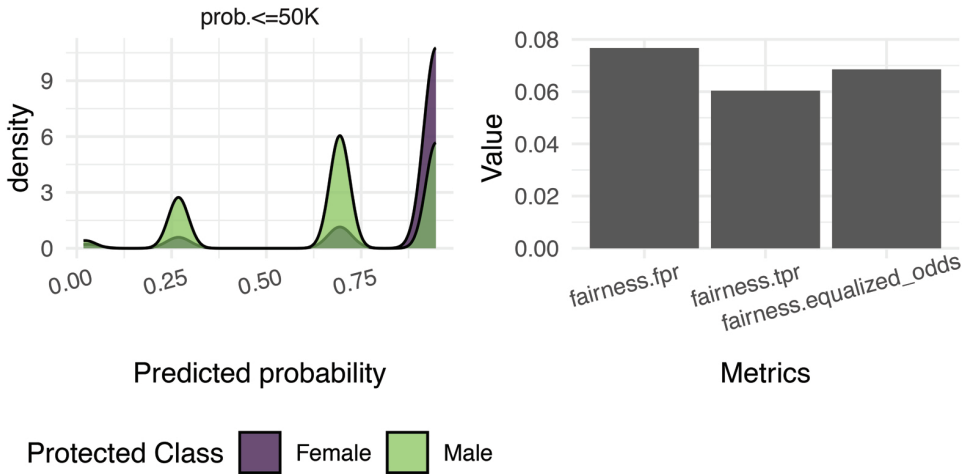 prob.<=50K
density
9
6
3
0
0.00 0.25 0.50 0.75
Predicted probability
Value
0.08
0.06
0.04
0.02
0.00
fairness.fpr
fairness.tpr
fairness.equalized_odds
Metrics
Protected Class Female Male